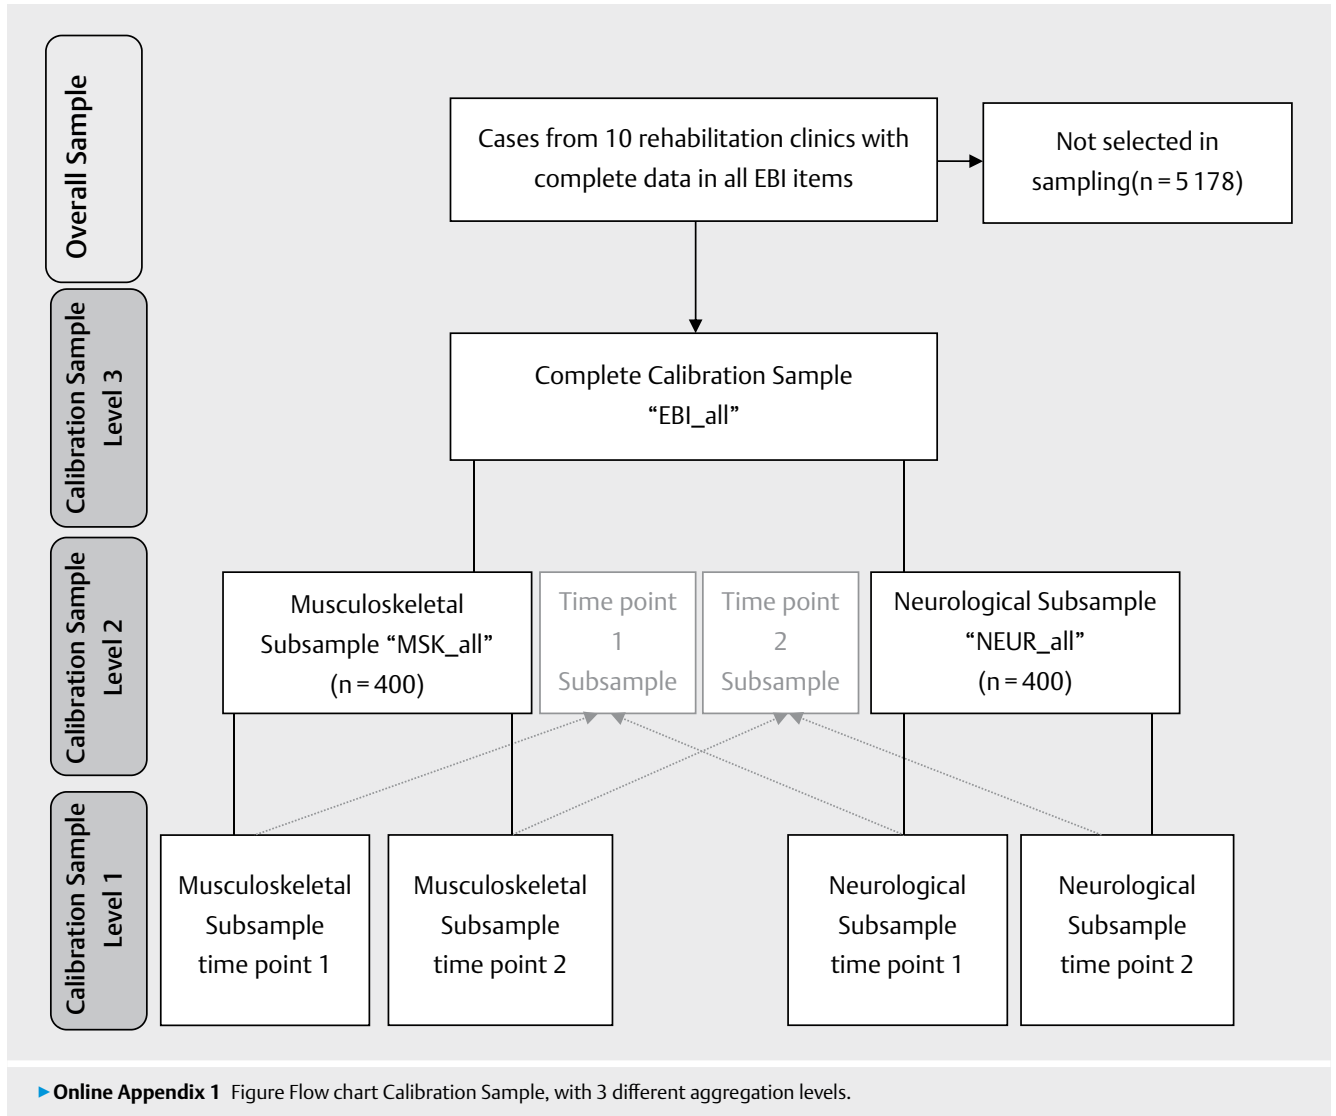 Overall Sample
Cases from 10 rehabilitation clinics with
complete data in all EBI items
Not selected in
sampling(n = 5 178)
Calibration Sample
Level 3
Complete Calibration Sample
“EBI_all”
Calibration Sample
Level 2
Musculoskeletal
Subsample “MSK_all”
(n = 400)
Time point
1
Subsample
Time point
2
Subsample
Neurological Subsample
“NEUR_all”
(n = 400)
Calibration Sample
Level 1
Musculoskeletal
Subsample
time point 1
Musculoskeletal
Subsample
time point 2
Neurological
Subsample
time point 1
Neurological
Subsample
time point 2
▶ Online Appendix 1 Figure Flow chart Calibration Sample, with 3 different aggregation levels.